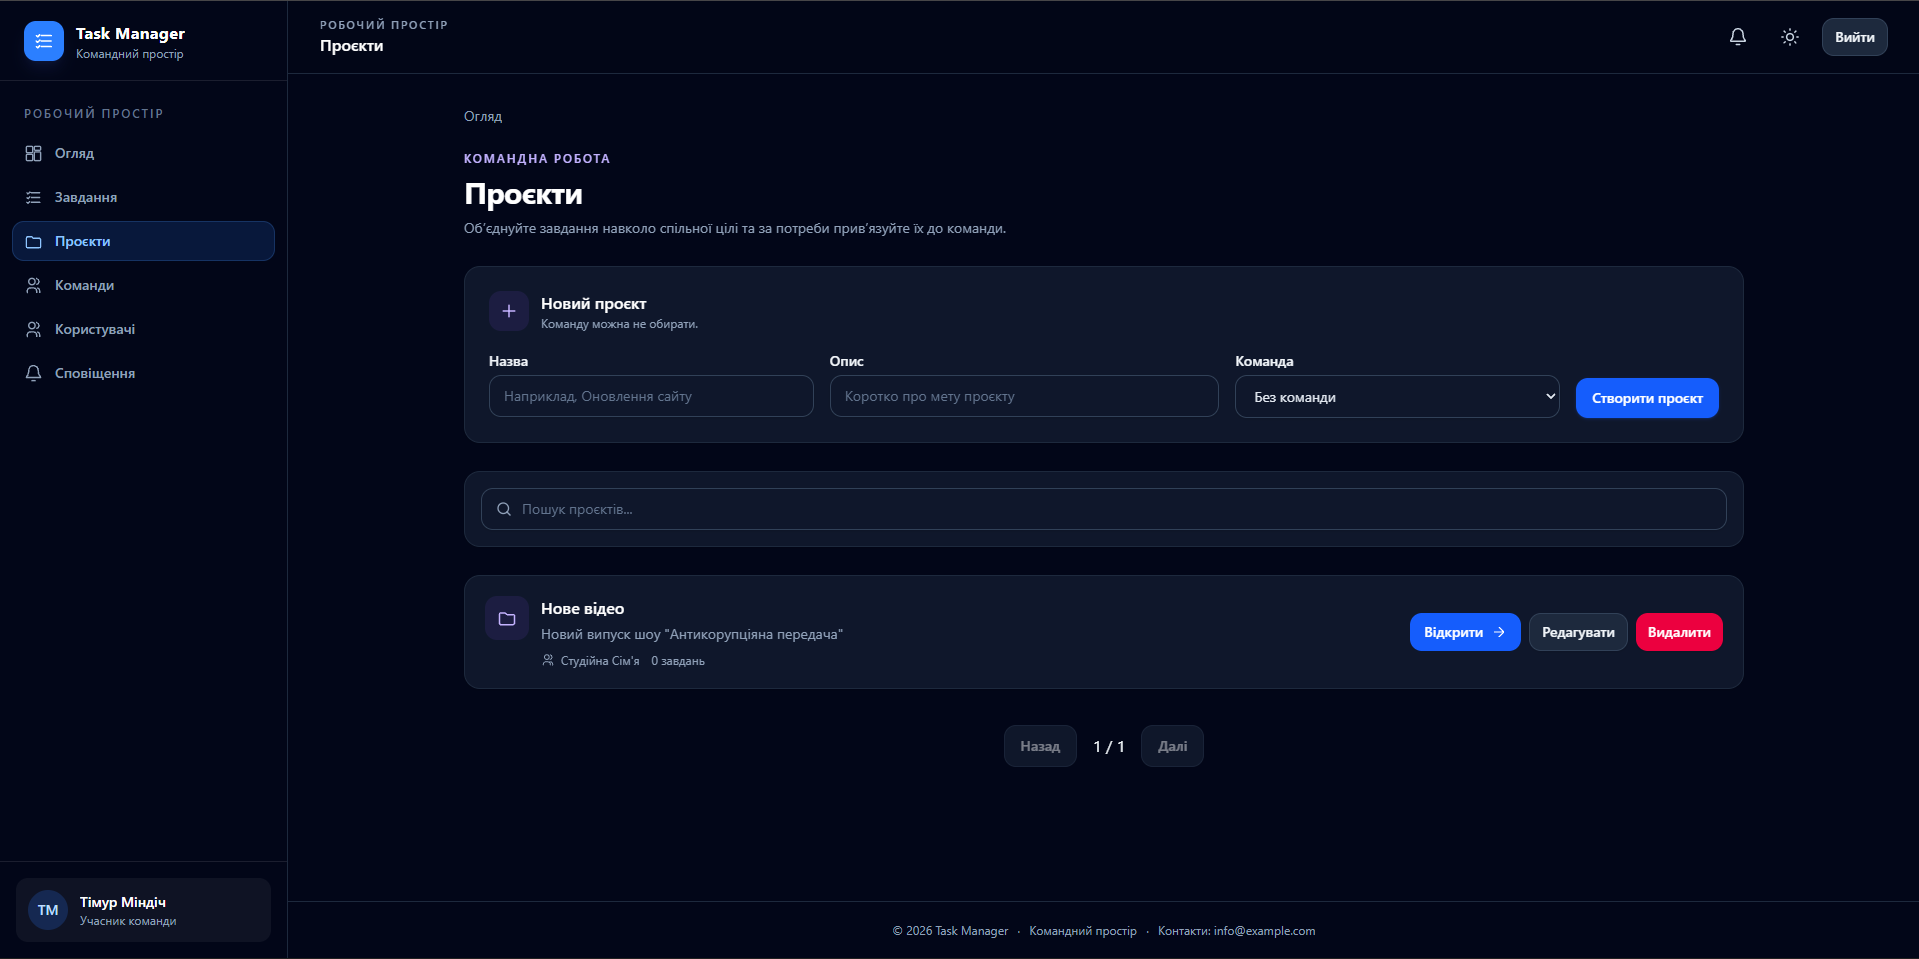 Task Manager
Командний простір
РОБОЧИЙ ПРОСТІР
Огляд
Завдання
Проєкти
Команди
Користувачі
Сповіщення
ТМ
Тімур Міндіч
Учасник команди
РОБОЧИЙ ПРОСТІР
Проєкти
Вийти
Огляд
КОМАНДНА РОБОТА
Проєкти
Об'єднуйте завдання навколо спільної цілі та за потреби прив'язуйте їх до команди.
Новий проєкт
Команду можна не обирати.
Назва
Опис
Команда
Наприклад, Оновлення сайту
Коротко про мету проєкту
Без команди
Створити проєкт
Пошук проєктів...
Нове відео
Новий випуск шоу "Антикорупціяна передача"
Студійна Сім'я 0 завдань
Відкрити
Редагувати
Видалити
Назад
1 / 1
Далі
© 2026 Task Manager · Командний простір · Контакти: info@example.com